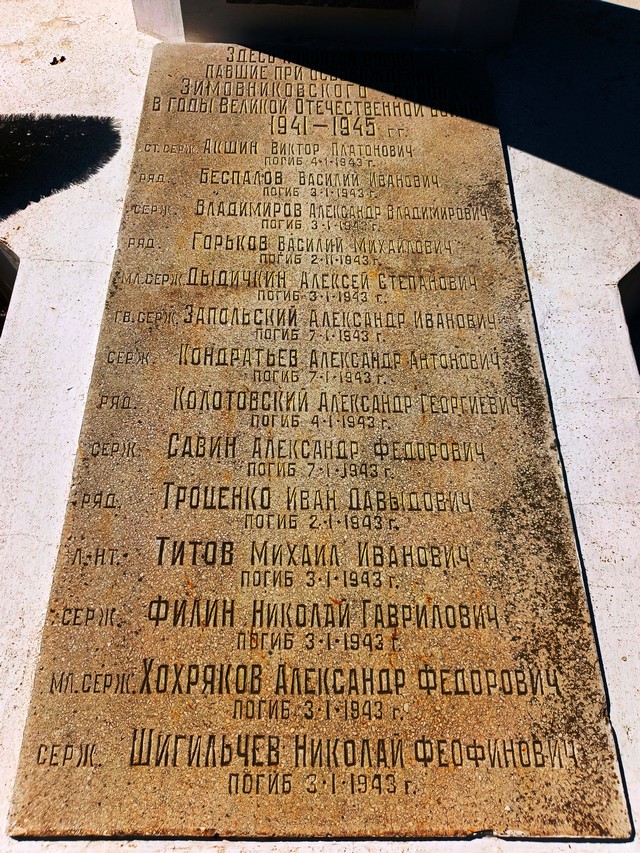 Здесь
павшие при
Зимовниковского
в годы Великой Отечественной
1941—1945 гг.
ст. серж. Акшин Виктор Платонович
погиб 4·1·1943 г.
ряд. Беспалов Василий Иванович
погиб 3·1·1943 г.
серж. Владимиров Александр Владимирович
погиб 3·1·1943 г.
ряд. Горьков Василий Михайлович
погиб 2·11·1943 г.
мл. серж. Дыдичкин Алексей Степанович
погиб 3·1·1943 г.
гв. серж. Запольский Александр Иванович
погиб 7·1·1943 г.
серж. Кондратьев Александр Антонович
погиб 7·1·1943 г.
ряд. Колотовский Александр Георгиевич
погиб 4·1·1943 г.
серж. Савин Александр Федорович
погиб 7·1·1943 г.
ряд. Троценко Иван Давыдович
погиб 2·1·1943 г.
л-нт. Титов Михаил Иванович
погиб 3·1·1943 г.
серж. Филин Николай Гаврилович
погиб 3·1·1943 г.
мл. серж. Хохряков Александр Федорович
погиб 3·1·1943 г.
серж. Шигильчев Николай Феофинович
погиб 3·1·1943 г.